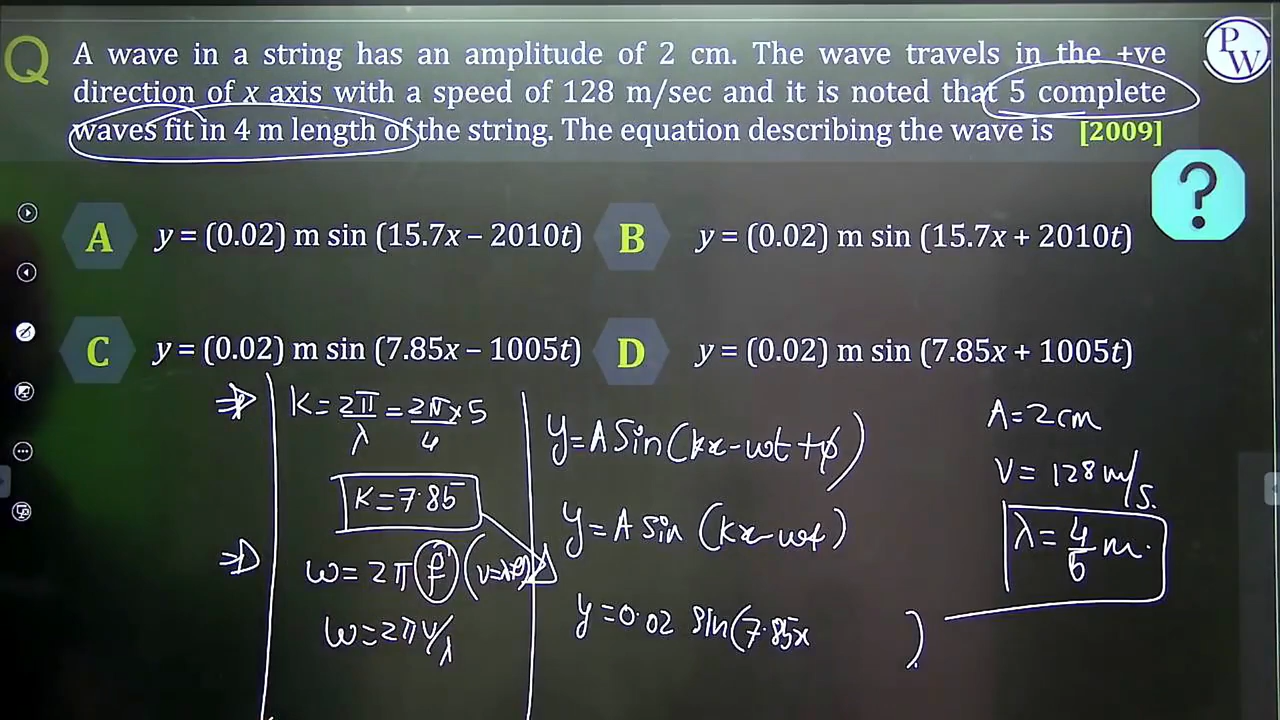 Q
A wave in a string has an amplitude of 2 cm. The wave travels in the +ve
direction of x axis with a speed of 128 m/sec and it is noted that 5 complete
waves fit in 4 m length of the string. The equation describing the wave is [2009]
PW
?
A y = (0.02) m sin (15.7x – 2010t)
B y = (0.02) m sin (15.7x + 2010t)
C y = (0.02) m sin (7.85x – 1005t)
D y = (0.02) m sin (7.85x + 1005t)
⇒ K = 2π/λ = 2π/4 × 5
K = 7.85
⇒ ω = 2π f (v = λf)
ω = 2πv/λ
y = A Sin(kx - ωt + ϕ)
y = A sin (kx - ωt)
y = 0.02 sin(7.85x )
A = 2cm
V = 128 m/s.
λ = 4/5 m.